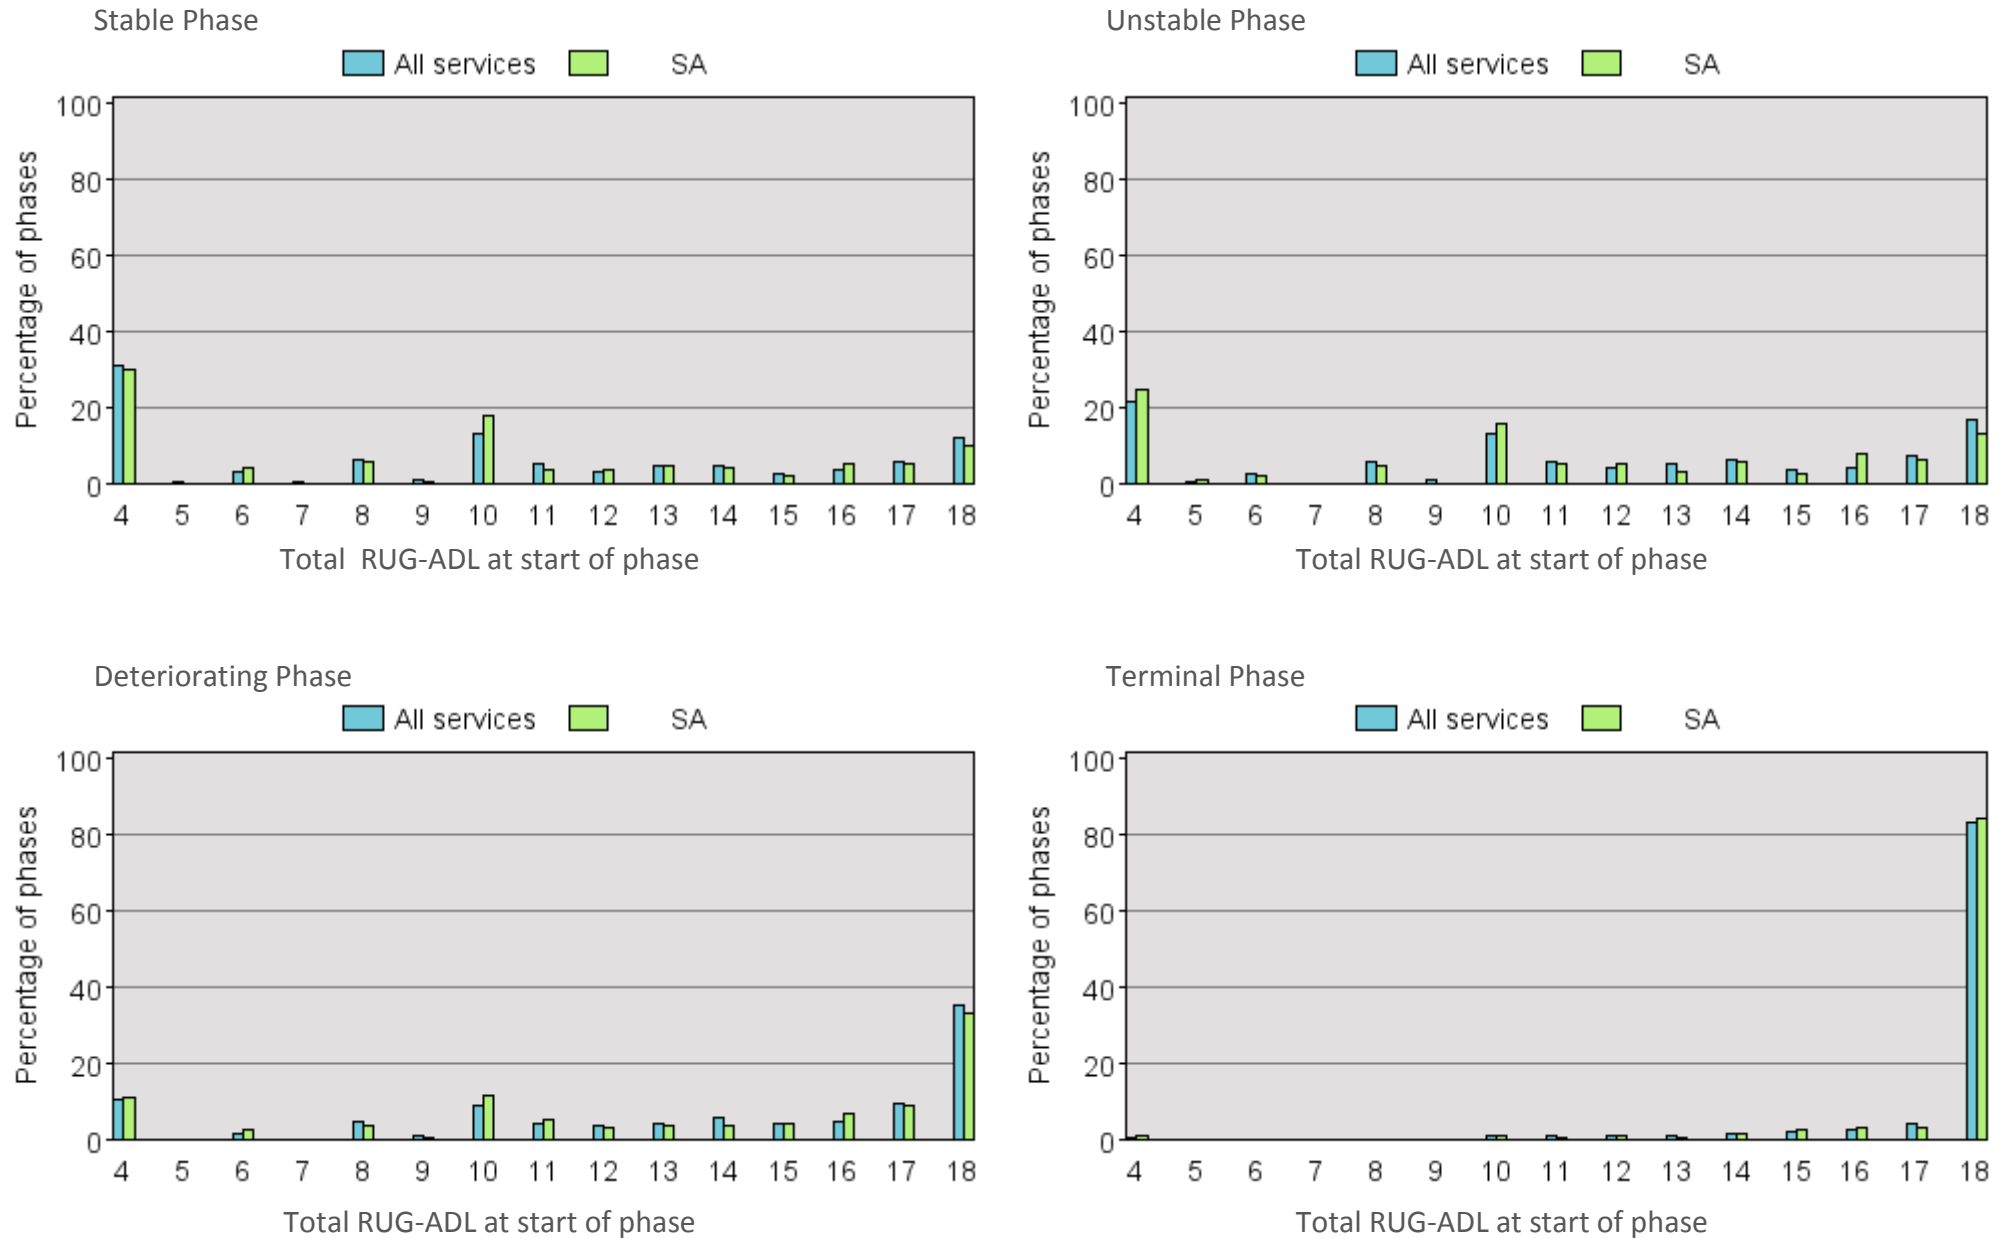 Stable Phase
All services SA
100
80
60
40
20
0
Percentage of phases
4 5 6 7 8 9 10 11 12 13 14 15 16 17 18
Total RUG-ADL at start of phase
Unstable Phase
All services SA
100
80
60
40
20
0
Percentage of phases
4 5 6 7 8 9 10 11 12 13 14 15 16 17 18
Total RUG-ADL at start of phase
Deteriorating Phase
All services SA
100
80
60
40
20
0
Percentage of phases
4 5 6 7 8 9 10 11 12 13 14 15 16 17 18
Total RUG-ADL at start of phase
Terminal Phase
All services SA
100
80
60
40
20
0
Percentage of phases
4 5 6 7 8 9 10 11 12 13 14 15 16 17 18
Total RUG-ADL at start of phase